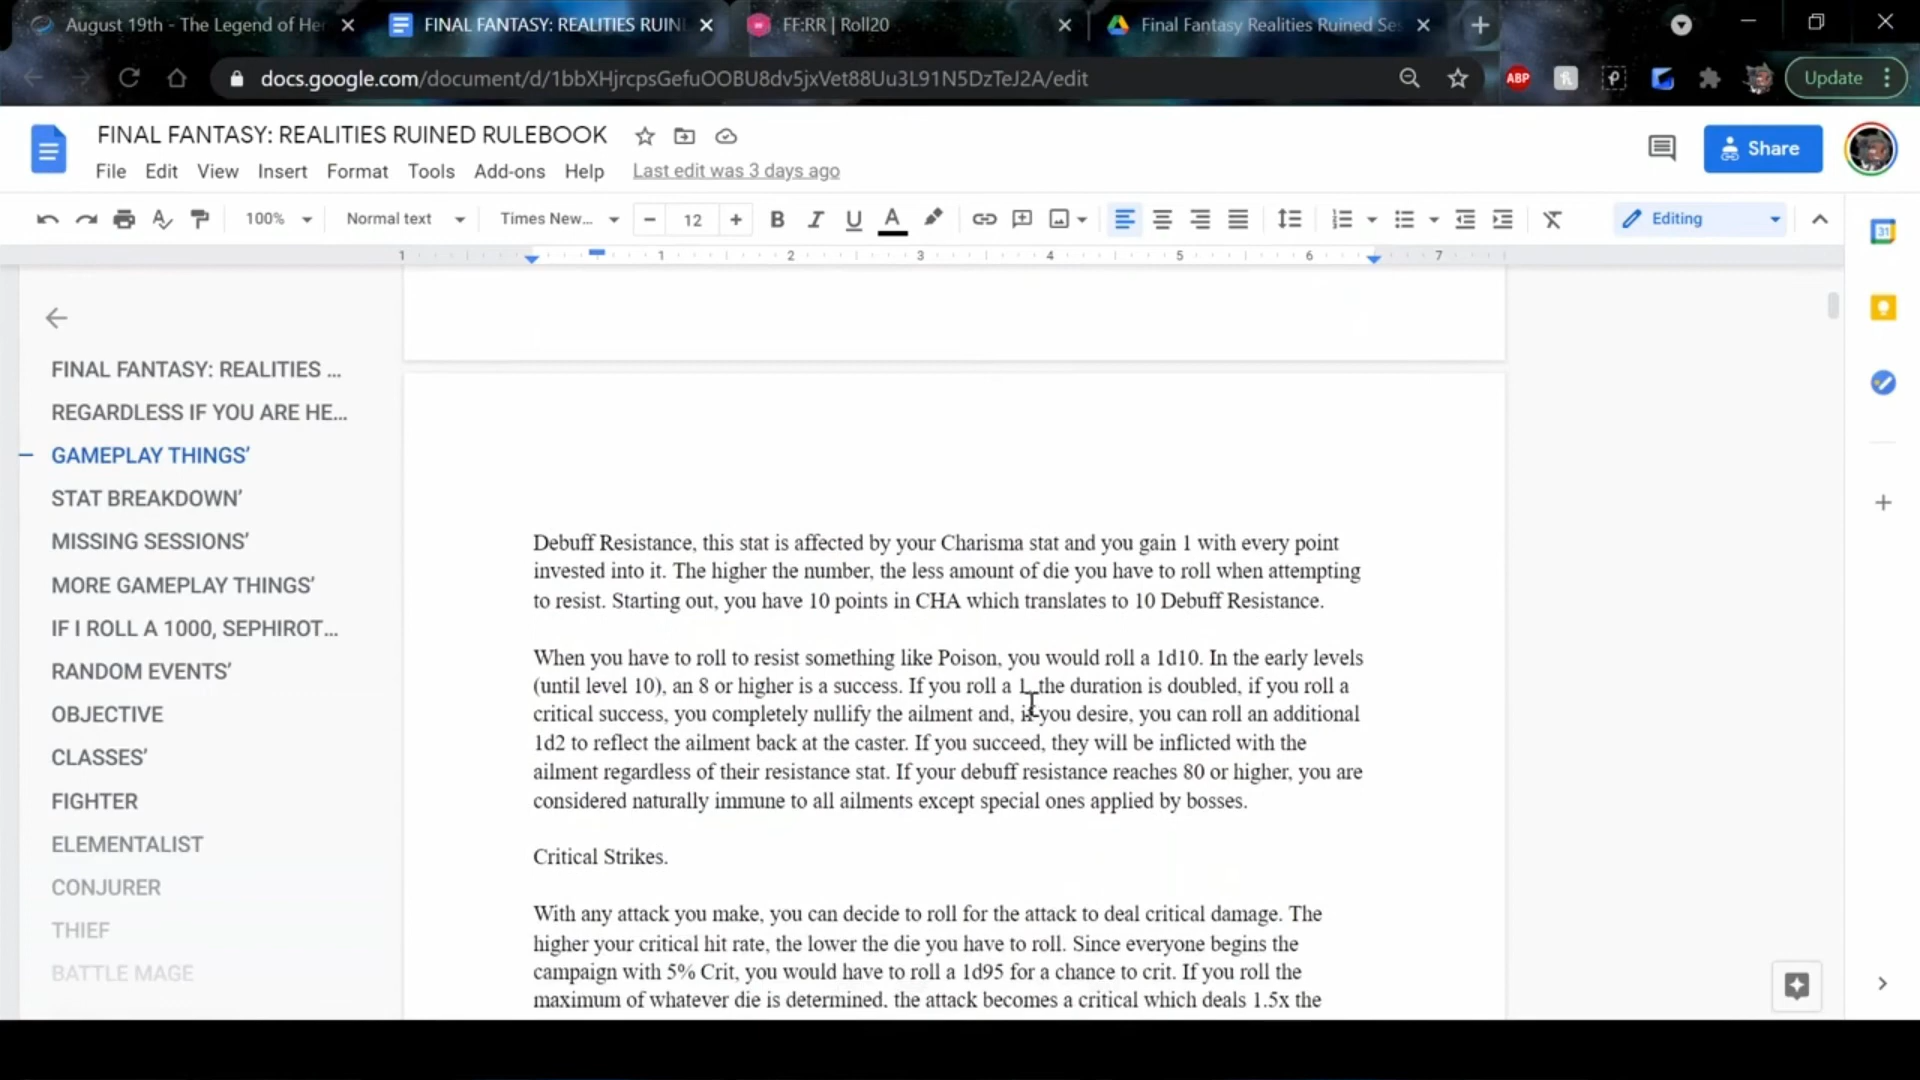 August 19th - The Legend of Her
FINAL FANTASY: REALITIES RUIN
FF:RR | Roll20
Final Fantasy Realities Ruined Ses
docs.google.com/document/d/1bbXHjrcpsGefuOOBU8dv5jxVet88Uu3L91N5DzTeJ2A/edit
ABP
Update
FINAL FANTASY: REALITIES RUINED RULEBOOK
Share
File Edit View Insert Format Tools Add-ons Help Last edit was 3 days ago
100% Normal text Times New... 12 B I U A Editing
1 1 2 3 4 5 6 7
31
FINAL FANTASY: REALITIES ...
REGARDLESS IF YOU ARE HE...
GAMEPLAY THINGS’
STAT BREAKDOWN’
MISSING SESSIONS’
MORE GAMEPLAY THINGS’
IF I ROLL A 1000, SEPHIROT...
RANDOM EVENTS’
OBJECTIVE
CLASSES’
FIGHTER
ELEMENTALIST
CONJURER
THIEF
BATTLE MAGE
Debuff Resistance, this stat is affected by your Charisma stat and you gain 1 with every point
invested into it. The higher the number, the less amount of die you have to roll when attempting
to resist. Starting out, you have 10 points in CHA which translates to 10 Debuff Resistance.
When you have to roll to resist something like Poison, you would roll a 1d10. In the early levels
(until level 10), an 8 or higher is a success. If you roll a 1, the duration is doubled, if you roll a
critical success, you completely nullify the ailment and, if you desire, you can roll an additional
1d2 to reflect the ailment back at the caster. If you succeed, they will be inflicted with the
ailment regardless of their resistance stat. If your debuff resistance reaches 80 or higher, you are
considered naturally immune to all ailments except special ones applied by bosses.
Critical Strikes.
With any attack you make, you can decide to roll for the attack to deal critical damage. The
higher your critical hit rate, the lower the die you have to roll. Since everyone begins the
campaign with 5% Crit, you would have to roll a 1d95 for a chance to crit. If you roll the
maximum of whatever die is determined, the attack becomes a critical which deals 1.5x the